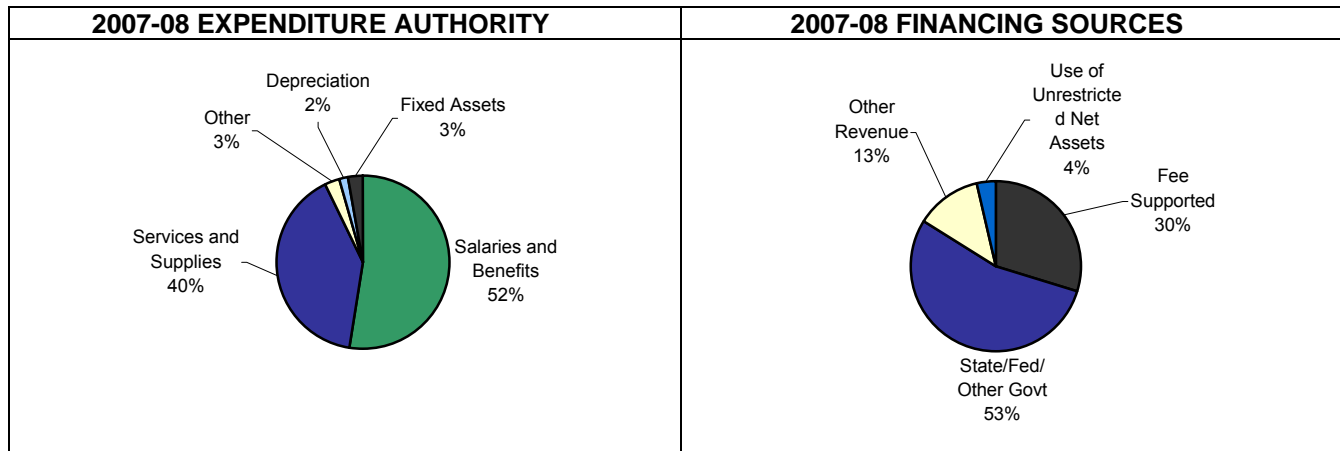 2007-08 EXPENDITURE AUTHORITY
Depreciation
2%
Fixed Assets
3%
Other
3%
Services and
Supplies
40%
Salaries and
Benefits
52%
2007-08 FINANCING SOURCES
Use of
Unrestricte
d Net
Assets
4%
Other
Revenue
13%
Fee
Supported
30%
State/Fed/
Other Govt
53%